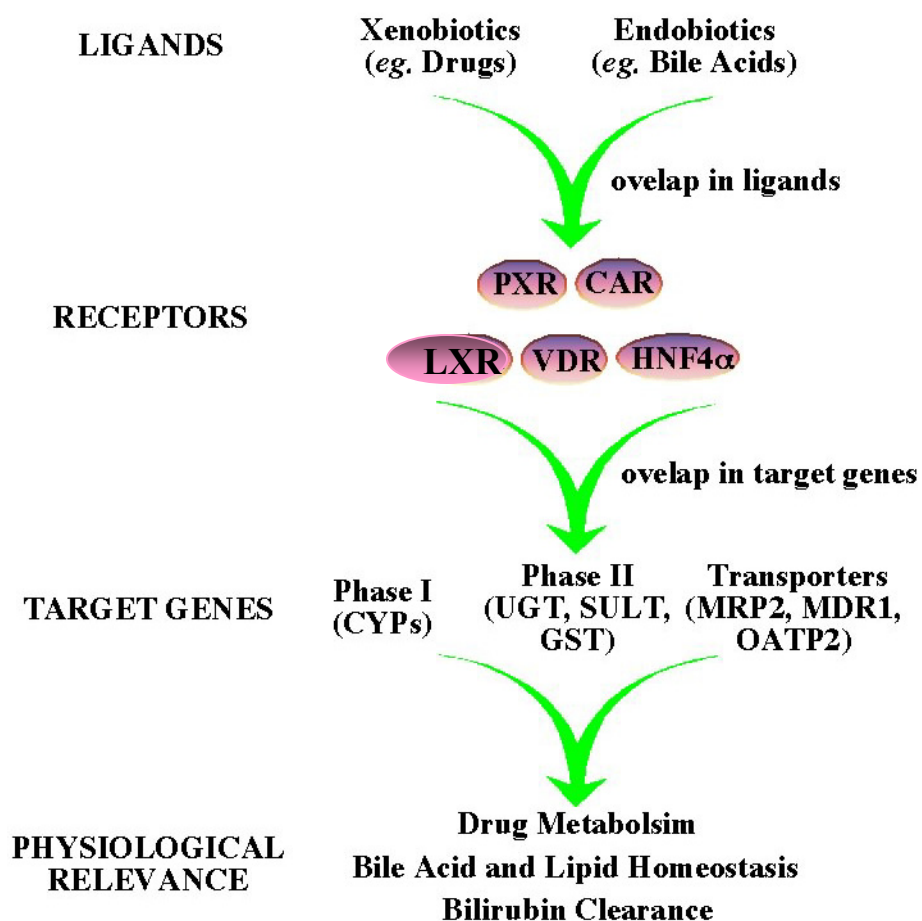 LIGANDS
Xenobiotics
(eg. Drugs)
Endobiotics
(eg. Bile Acids)
ovelap in ligands
RECEPTORS
PXR
CAR
LXR
VDR
HNF4α
ovelap in target genes
TARGET GENES
Phase I
(CYPs)
Phase II
(UGT, SULT,
GST)
Transporters
(MRP2, MDR1,
OATP2)
PHYSIOLOGICAL
RELEVANCE
Drug Metabolsim
Bile Acid and Lipid Homeostasis
Bilirubin Clearance